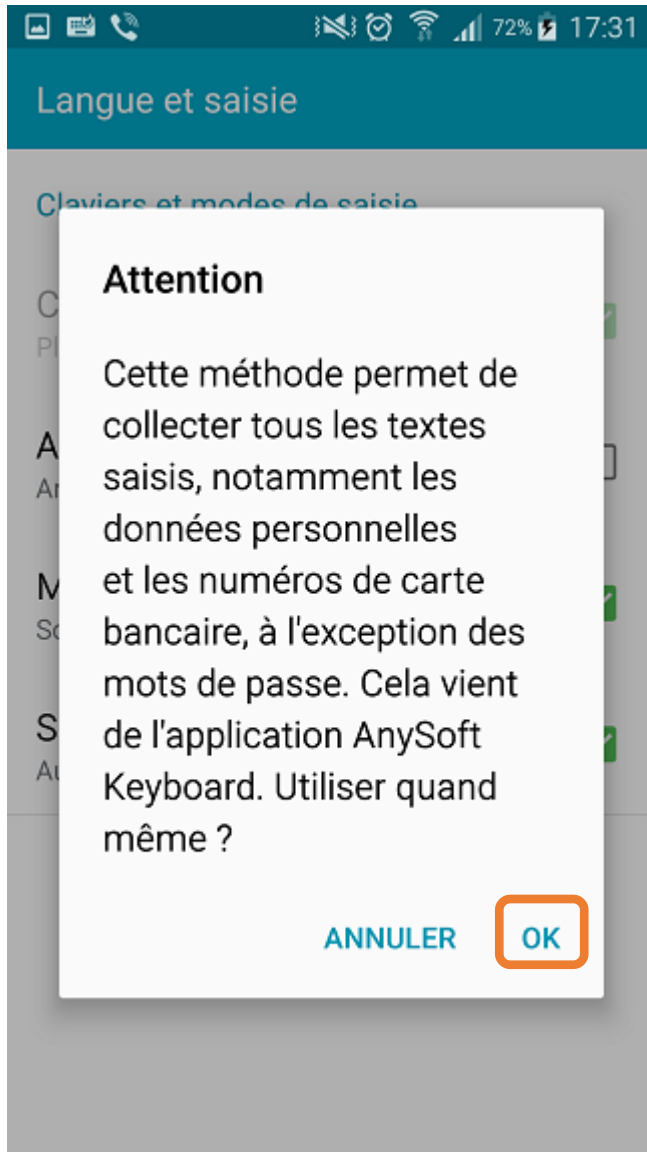 72% 17:31
Langue et saisie
Claviers et modes de saisie
Attention
Cette méthode permet de
collecter tous les textes
saisis, notamment les
données personnelles
et les numéros de carte
bancaire, à l'exception des
mots de passe. Cela vient
de l'application AnySoft
Keyboard. Utiliser quand
même ?
ANNULER OK